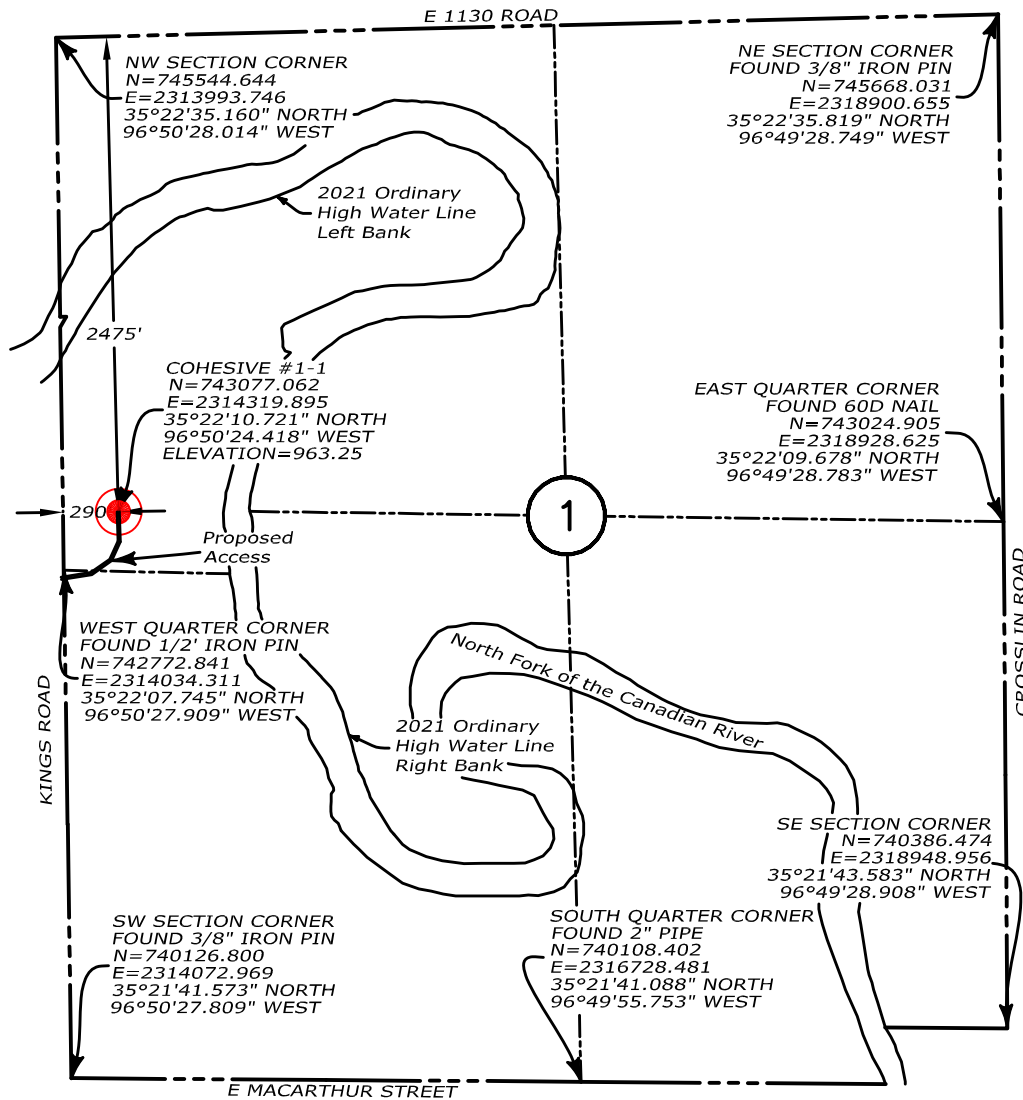 E 1130 ROAD
NW SECTION CORNER
N=745544.644
E=2313993.746
35°22'35.160" NORTH
96°50'28.014" WEST
NE SECTION CORNER
FOUND 3/8" IRON PIN
N=745668.031
E=2318900.655
35°22'35.819" NORTH
96°49'28.749" WEST
2021 Ordinary
High Water Line
Left Bank
2475'
COHESIVE #1-1
N=743077.062
E=2314319.895
35°22'10.721" NORTH
96°50'24.418" WEST
ELEVATION=963.25
EAST QUARTER CORNER
FOUND 60D NAIL
N=743024.905
E=2318928.625
35°22'09.678" NORTH
96°49'28.783" WEST
290
1
Proposed
Access
CROSSLIN ROAD
WEST QUARTER CORNER
FOUND 1/2' IRON PIN
N=742772.841
E=2314034.311
35°22'07.745" NORTH
96°50'27.909" WEST
North Fork of the Canadian River
KINGS ROAD
2021 Ordinary
High Water Line
Right Bank
SE SECTION CORNER
N=740386.474
E=2318948.956
35°21'43.583" NORTH
96°49'28.908" WEST
SW SECTION CORNER
FOUND 3/8" IRON PIN
N=740126.800
E=2314072.969
35°21'41.573" NORTH
96°50'27.809" WEST
SOUTH QUARTER CORNER
FOUND 2" PIPE
N=740108.402
E=2316728.481
35°21'41.088" NORTH
96°49'55.753" WEST
E MACARTHUR STREET